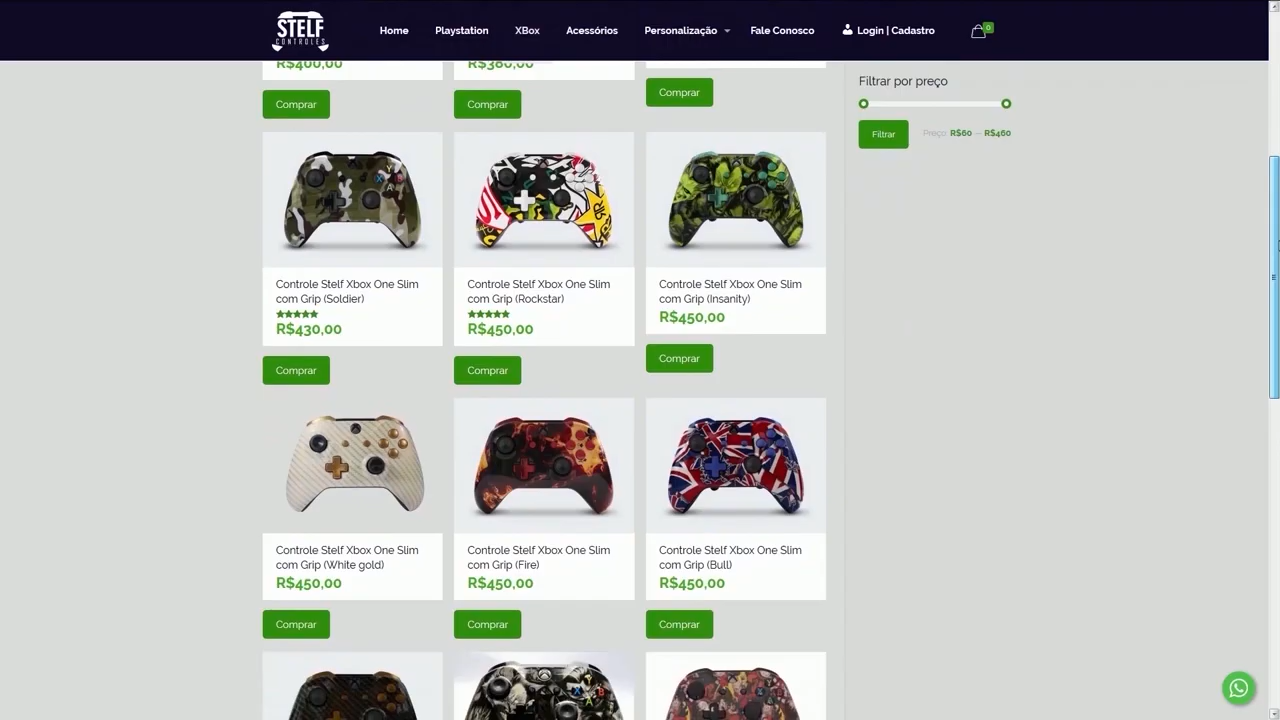 STELF
CONTROLES
Home
Playstation
XBox
Acessórios
Personalização
Fale Conosco
Login | Cadastro
0
R$400,00
R$380,00
Comprar
Comprar
Comprar
Filtrar por preço
Filtrar
Preço: R$60 — R$460
Controle Stelf Xbox One Slim
com Grip (Soldier)
R$430,00
Comprar
Controle Stelf Xbox One Slim
com Grip (Rockstar)
R$450,00
Comprar
Controle Stelf Xbox One Slim
com Grip (Insanity)
R$450,00
Comprar
Controle Stelf Xbox One Slim
com Grip (White gold)
R$450,00
Comprar
Controle Stelf Xbox One Slim
com Grip (Fire)
R$450,00
Comprar
Controle Stelf Xbox One Slim
com Grip (Bull)
R$450,00
Comprar